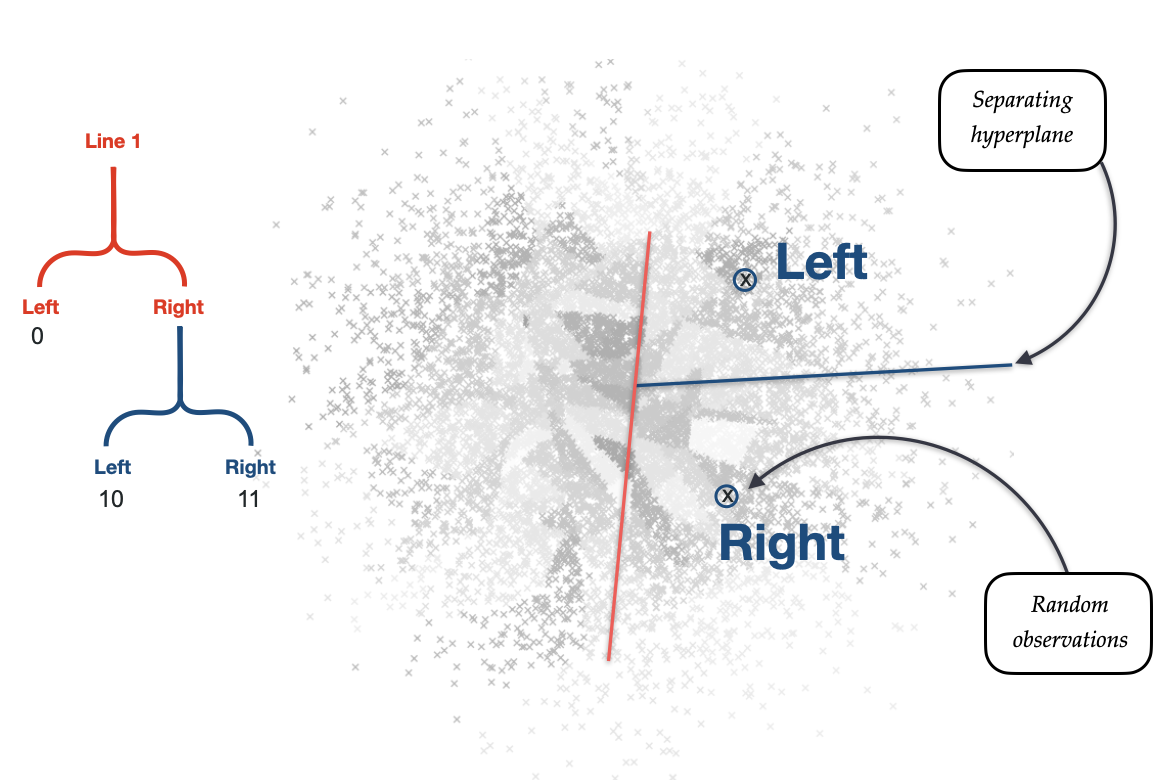 Line 1
Left
Right
0
Left
Right
10
11
Separating
hyperplane
X
Left
X
Right
Random
observations